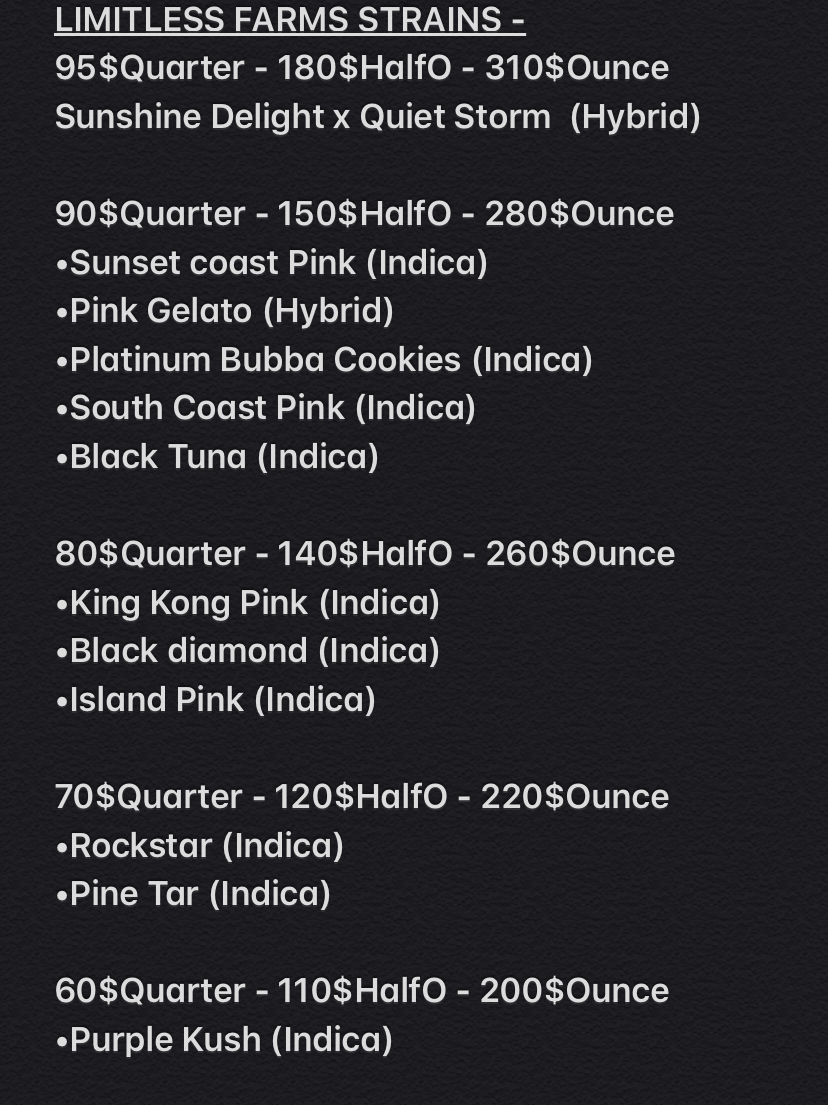 LIMITLESS FARMS STRAINS -
95$Quarter - 180$HalfO - 310$Ounce
Sunshine Delight x Quiet Storm  (Hybrid)
90$Quarter - 150$HalfO - 280$Ounce
•Sunset coast Pink (Indica)
•Pink Gelato (Hybrid)
•Platinum Bubba Cookies (Indica)
•South Coast Pink (Indica)
•Black Tuna (Indica)
80$Quarter - 140$HalfO - 260$Ounce
•King Kong Pink (Indica)
•Black diamond (Indica)
•Island Pink (Indica)
70$Quarter - 120$HalfO - 220$Ounce
•Rockstar (Indica)
•Pine Tar (Indica)
60$Quarter - 110$HalfO - 200$Ounce
•Purple Kush (Indica)